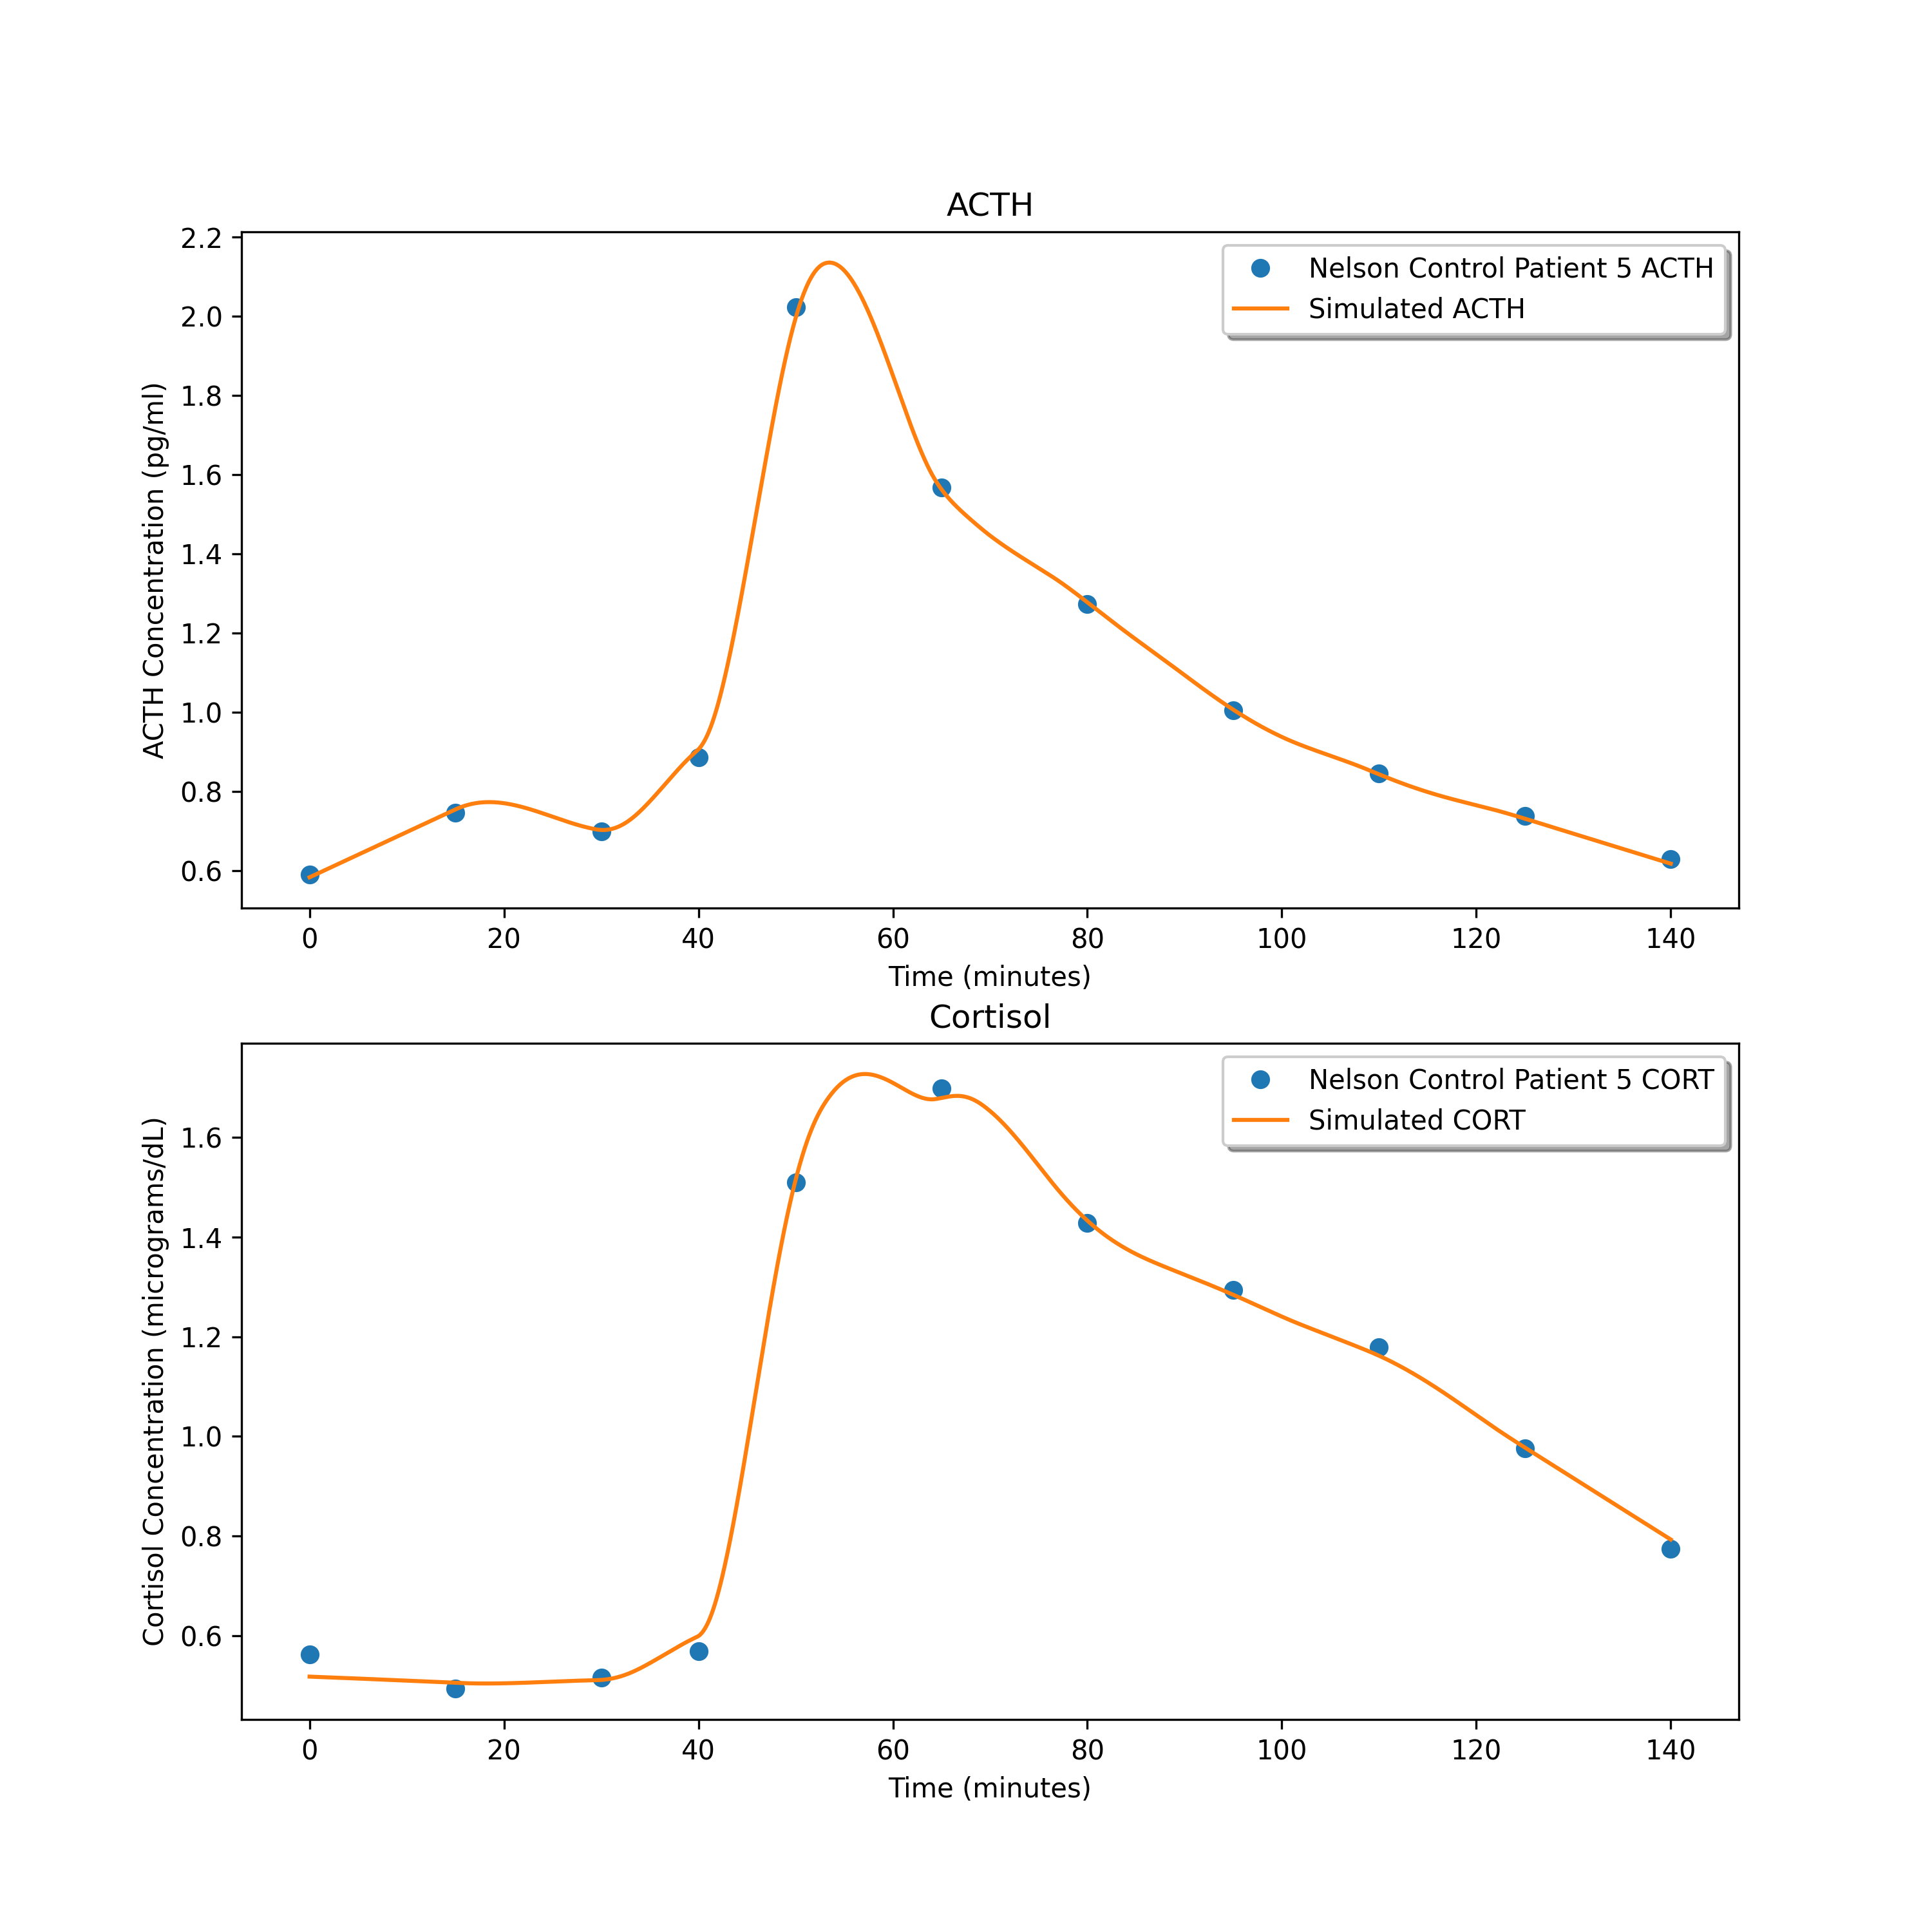 ACTH
2.2
2.0
1.8
1.6
1.4
1.2
1.0
0.8
0.6
ACTH Concentration (pg/ml)
Nelson Control Patient 5 ACTH
Simulated ACTH
0 20 40 60 80 100 120 140
Time (minutes)
Cortisol
1.6
1.4
1.2
1.0
0.8
0.6
Cortisol Concentration (micrograms/dL)
Nelson Control Patient 5 CORT
Simulated CORT
0 20 40 60 80 100 120 140
Time (minutes)